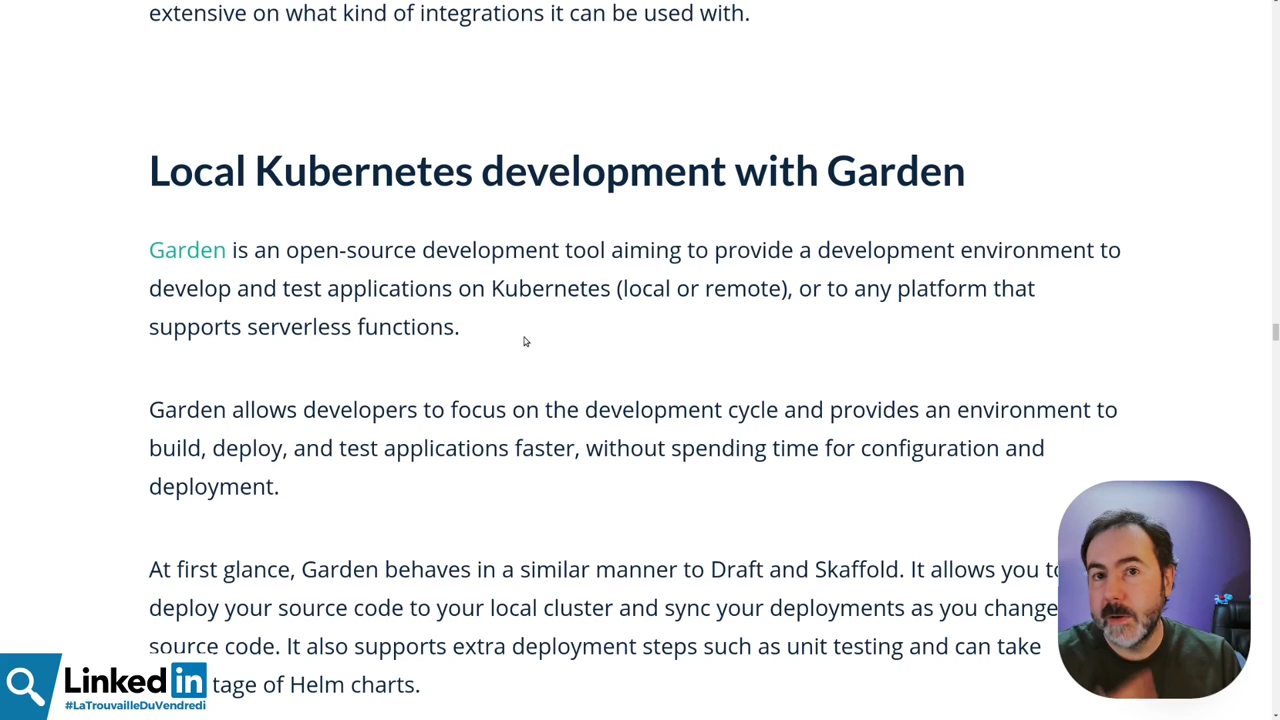 extensive on what kind of integrations it can be used with.
Local Kubernetes development with Garden
Garden is an open-source development tool aiming to provide a development environment to
develop and test applications on Kubernetes (local or remote), or to any platform that
supports serverless functions.
Garden allows developers to focus on the development cycle and provides an environment to
build, deploy, and test applications faster, without spending time for configuration and
deployment.
At first glance, Garden behaves in a similar manner to Draft and Skaffold. It allows you to
deploy your source code to your local cluster and sync your deployments as you change
source code. It also supports extra deployment steps such as unit testing and can take
tage of Helm charts.
Linked in
#LaTrouvailleDuVendredi